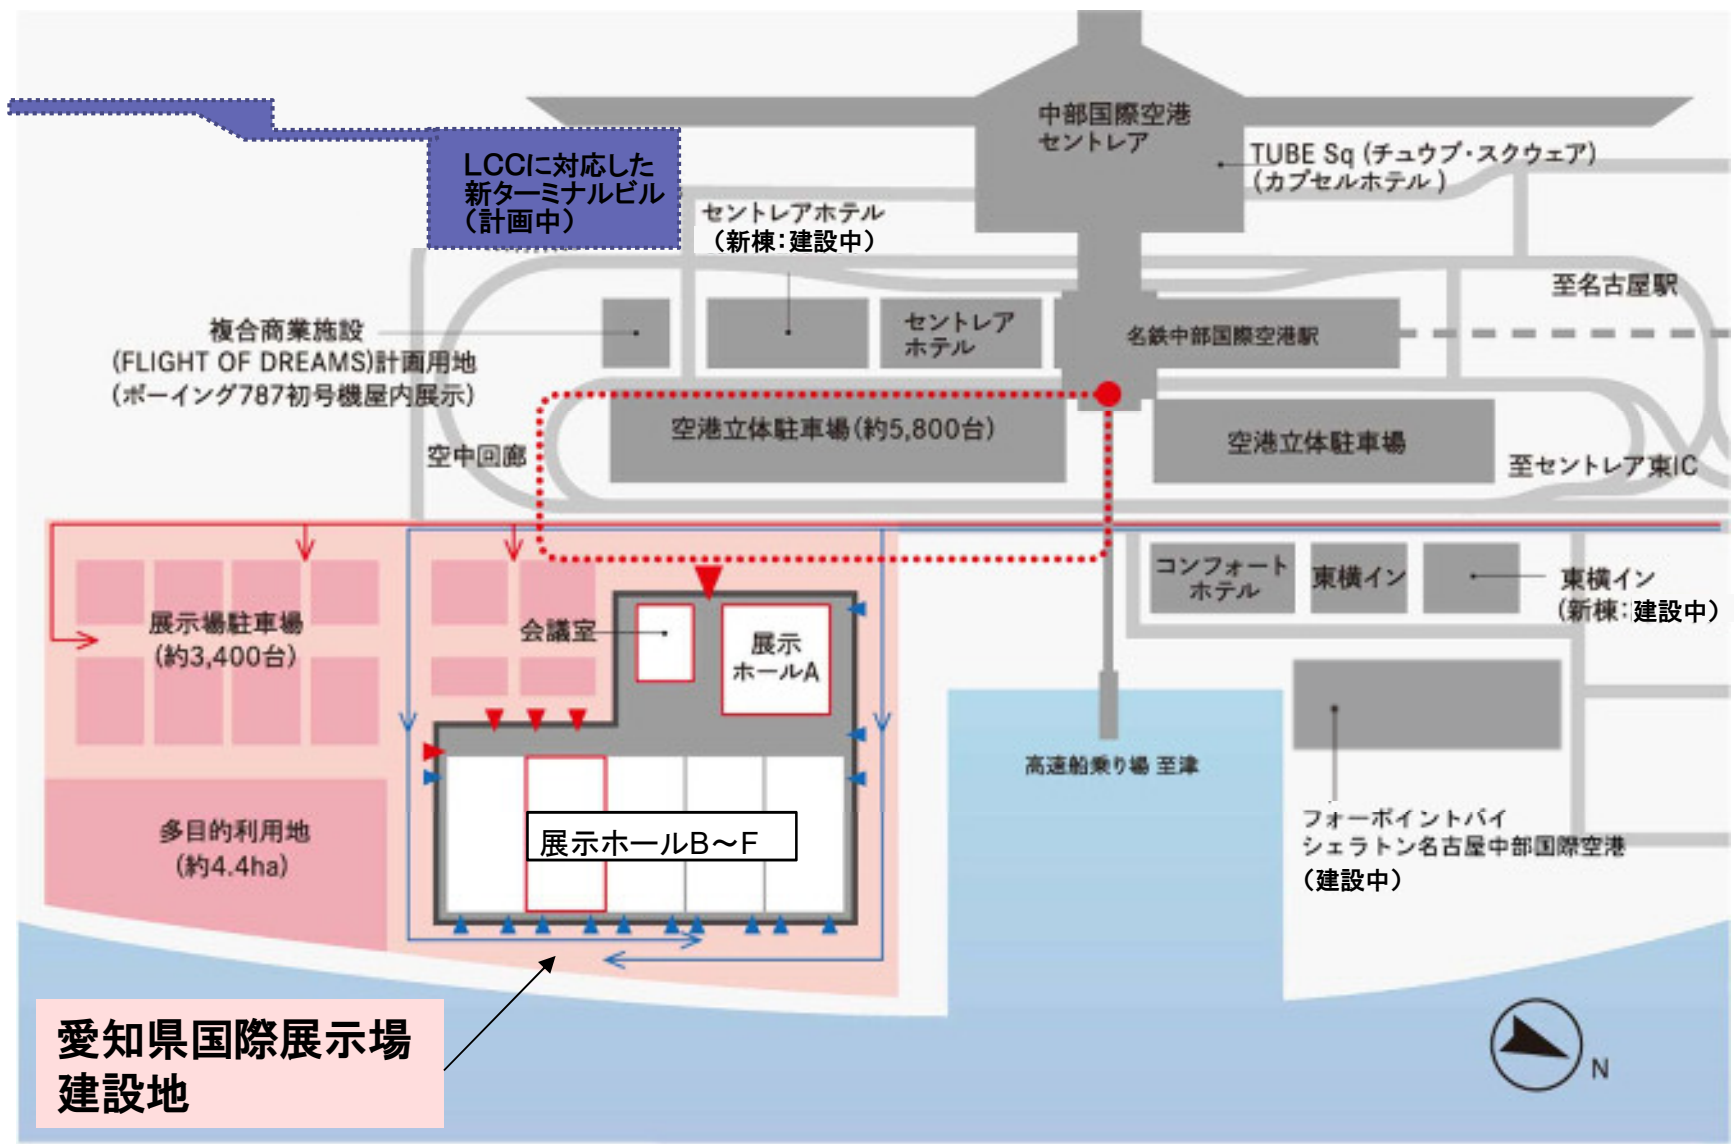 中部国際空港
セントレア
TUBE Sq (チュウブ・スクウェア)
(カプセルホテル)
LCCに対応した
新ターミナルビル
(計画中)
セントレアホテル
(新棟:建設中)
至名古屋駅
複合商業施設
(FLIGHT OF DREAMS)計画用地
(ボーイング787初号機屋内展示)
セントレア
ホテル
名鉄中部国際空港駅
空港立体駐車場(約5,800台)
空港立体駐車場
空中回廊
至セントレア東IC
コンフォート
ホテル
東横イン
東横イン
(新棟:建設中)
展示場駐車場
(約3,400台)
会議室
展示
ホールA
高速船乗り場 至津
多目的利用地
(約4.4ha)
展示ホールB～F
フォーポイントバイ
シェラトン名古屋中部国際空港
(建設中)
愛知県国際展示場
建設地
N